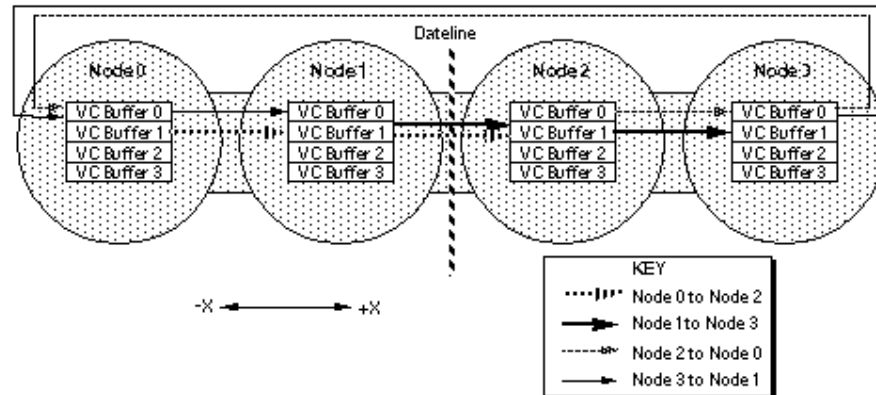 Dateline
Node 0 Node 1 Node 2 Node 3
VC Buffer 0 VC Buffer 0 VC Buffer 0 VC Buffer 0
VC Buffer 1 VC Buffer 1 VC Buffer 1 VC Buffer 1
VC Buffer 2 VC Buffer 2 VC Buffer 2 VC Buffer 2
VC Buffer 3 VC Buffer 3 VC Buffer 3 VC Buffer 3
-X +X
KEY
Node 0 to Node 2
Node 1 to Node 3
Node 2 to Node 0
Node 3 to Node 1